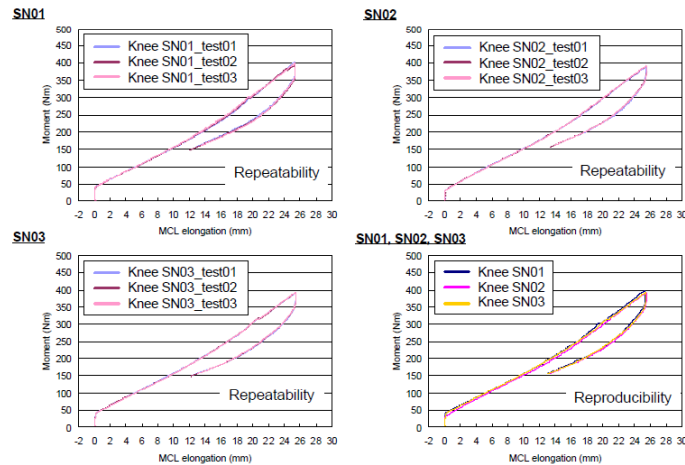 SN01
500
450
400
350
300
250
200
150
100
50
0
Moment (Nm)
Knee SN01_test01
Knee SN01_test02
Knee SN01_test03
Repeatability
-2 0 2 4 6 8 10 12 14 16 18 20 22 24 26 28 30
MCL elongation (mm)
SN02
500
450
400
350
300
250
200
150
100
50
0
Moment (Nm)
Knee SN02_test01
Knee SN02_test02
Knee SN02_test03
Repeatability
-2 0 2 4 6 8 10 12 14 16 18 20 22 24 26 28 30
MCL elongation (mm)
SN03
500
450
400
350
300
250
200
150
100
50
0
Moment (Nm)
Knee SN03_test01
Knee SN03_test02
Knee SN03_test03
Repeatability
-2 0 2 4 6 8 10 12 14 16 18 20 22 24 26 28 30
MCL elongation (mm)
SN01, SN02, SN03
500
450
400
350
300
250
200
150
100
50
0
Moment (Nm)
Knee SN01
Knee SN02
Knee SN03
Reproducibility
-2 0 2 4 6 8 10 12 14 16 18 20 22 24 26 28 30
MCL elongation (mm)